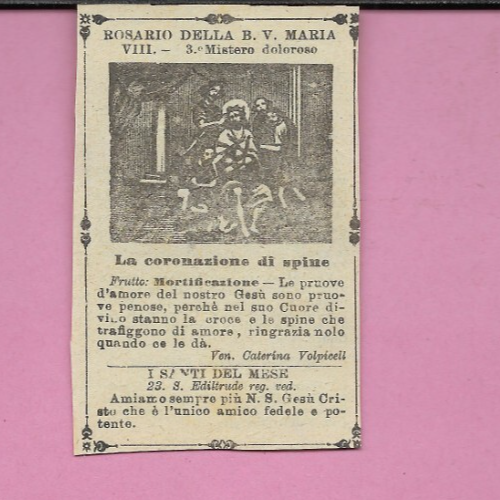 ROSARIO DELLA B. V. MARIA
VIII. — 3.º Mistero doloroso
La coronazione di spine
Frutto: Mortificazione — Le pruove
d'amore del nostro Gesù sono pruo-
ve penose, perchè nel suo Cuore di-
vino stanno la croce e le spine che
trafiggono di amore, ringrazia nolo
quando ce le dà.
Ven. Caterina Volpiceli
I SANTI DEL MESE
23. S. Ediltrude reg. ved.
Amiamo sempre più N. S. Gesù Cri-
sto che è l'unico amico fedele e po-
tente.